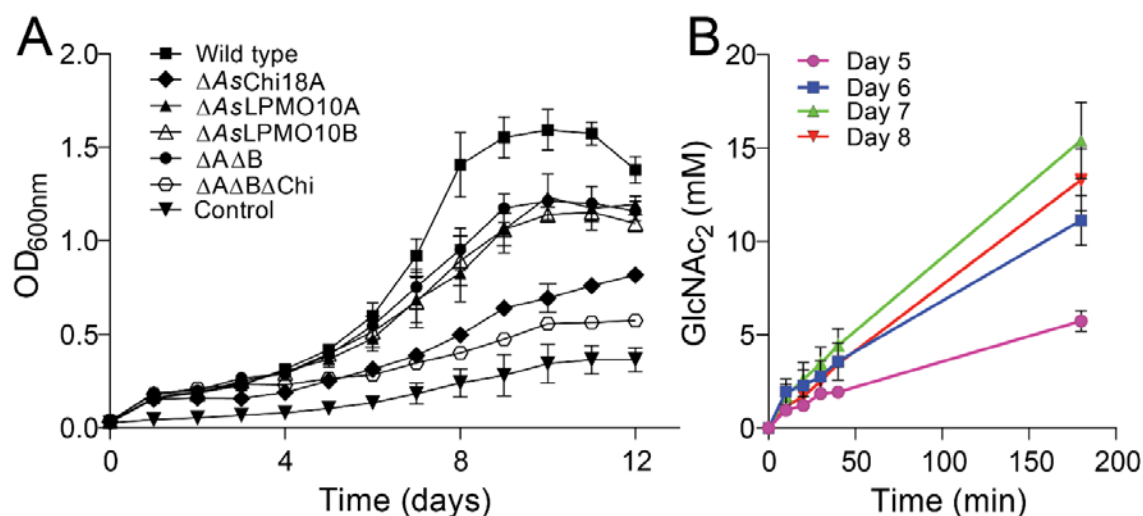 A
B
2.0
1.5
1.0
0.5
0.0
OD600nm
Wild type
ΔAsChi18A
ΔAsLPMO10A
ΔAsLPMO10B
ΔAΔB
ΔAΔBΔChi
Control
0
4
8
12
Time (days)
20
15
10
5
0
GlcNAc2 (mM)
Day 5
Day 6
Day 7
Day 8
0
50
100
150
200
Time (min)